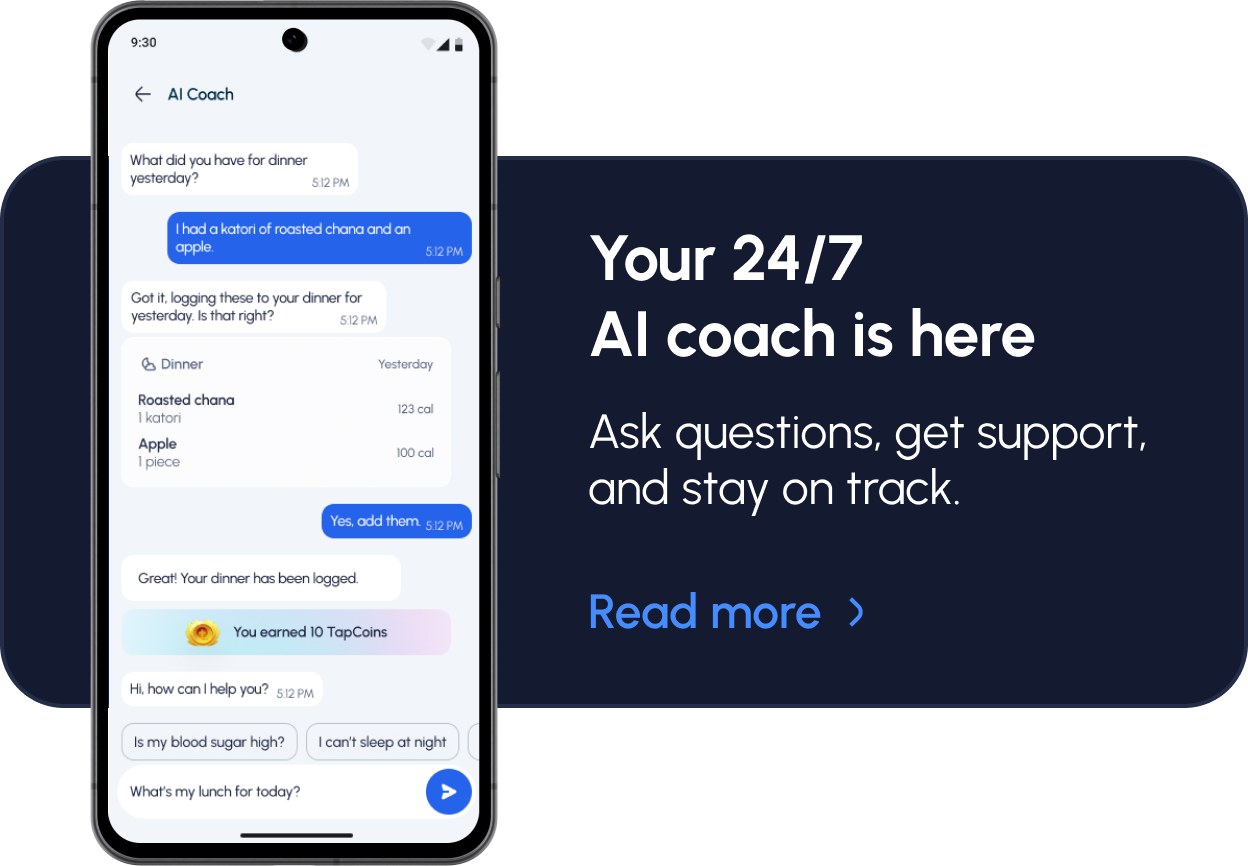 9:30
AI Coach
What did you have for dinner
yesterday?
5:12 PM
I had a katori of roasted chana and an
apple.
5:12 PM
Got it, logging these to your dinner for
yesterday. Is that right?
5:12 PM
Dinner
Yesterday
Roasted chana
1 katori
123 cal
Apple
1 piece
100 cal
Yes, add them. 5:12 PM
Great! Your dinner has been logged.
You earned 10 TapCoins
Hi, how can I help you? 5:12 PM
Is my blood sugar high?
I can't sleep at night
What's my lunch for today?
Your 24/7
AI coach is here
Ask questions, get support,
and stay on track.
Read more